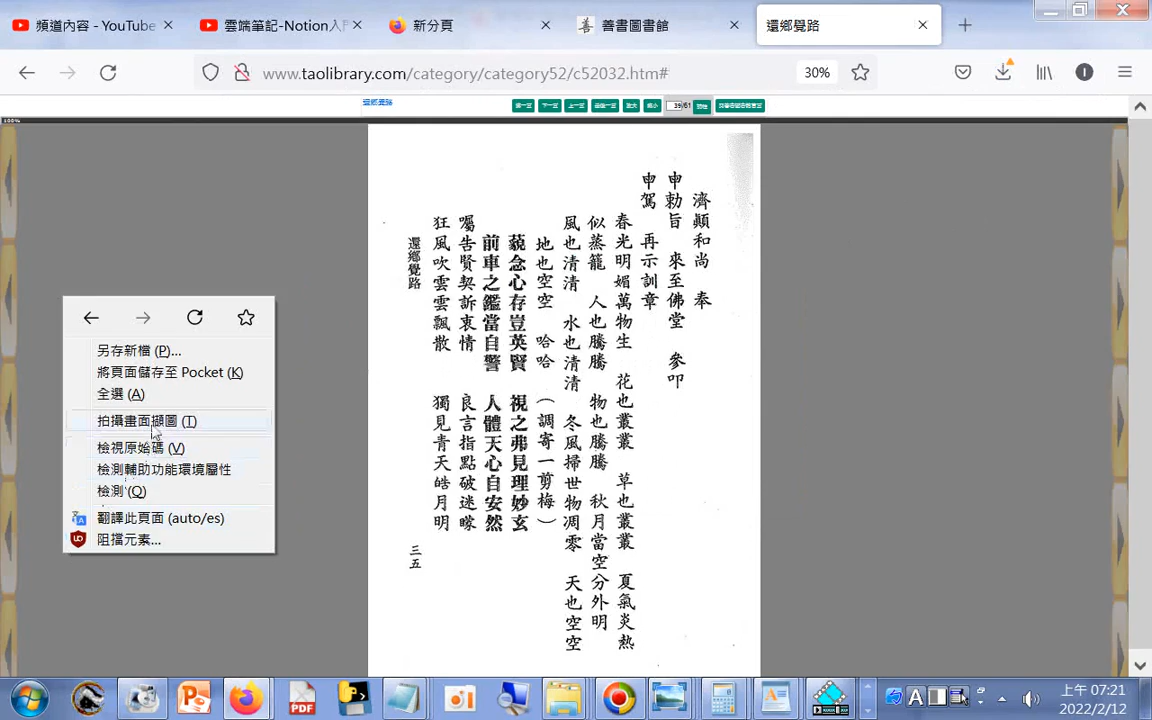 頻道內容 - YouTube
雲端筆記-Notion入門
新分頁
善書圖書館
還鄉覺路
www.taolibrary.com/category/category52/c52032.htm#
30%
還鄉覺路
39/61
100%
濟顛和尚 奉
申勅旨 來至佛堂 參叩
申駕 再示訓章
春光明媚萬物生 花也叢叢 草也叢叢 夏氣炎熱
似蒸籠 人也騰騰 物也騰騰 秋月當空分外明
風也清清 水也清清 冬風掃世物凋零 天也空空
地也空空 哈哈 (調寄一剪梅)
藐念心存豈英賢 視之弗見理妙玄
前車之鑑當自警 人體天心自安然
囑告賢契訴衷情 良言指點破迷矇
狂風吹雲雲飄散 獨見青天皓月明
還鄉覺路 三五
另存新檔 (P)...
將頁面儲存至 Pocket (K)
全選 (A)
拍攝畫面擷圖 (T)
檢視原始碼 (V)
檢測輔助功能環境屬性
檢測 (Q)
翻譯此頁面 (auto/es)
阻擋元素...
上午 07:21
2022/2/12